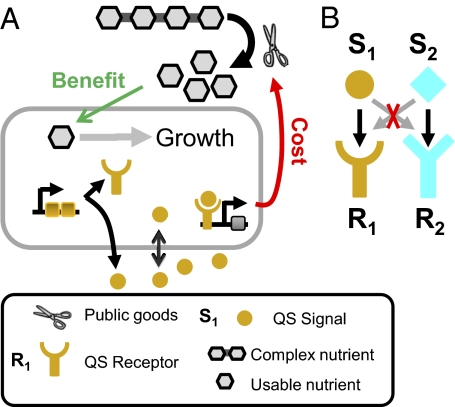 A
B
S1
S2
Benefit
Growth
Cost
R1
R2
Public goods
S1
QS Signal
R1
QS Receptor
Complex nutrient
Usable nutrient